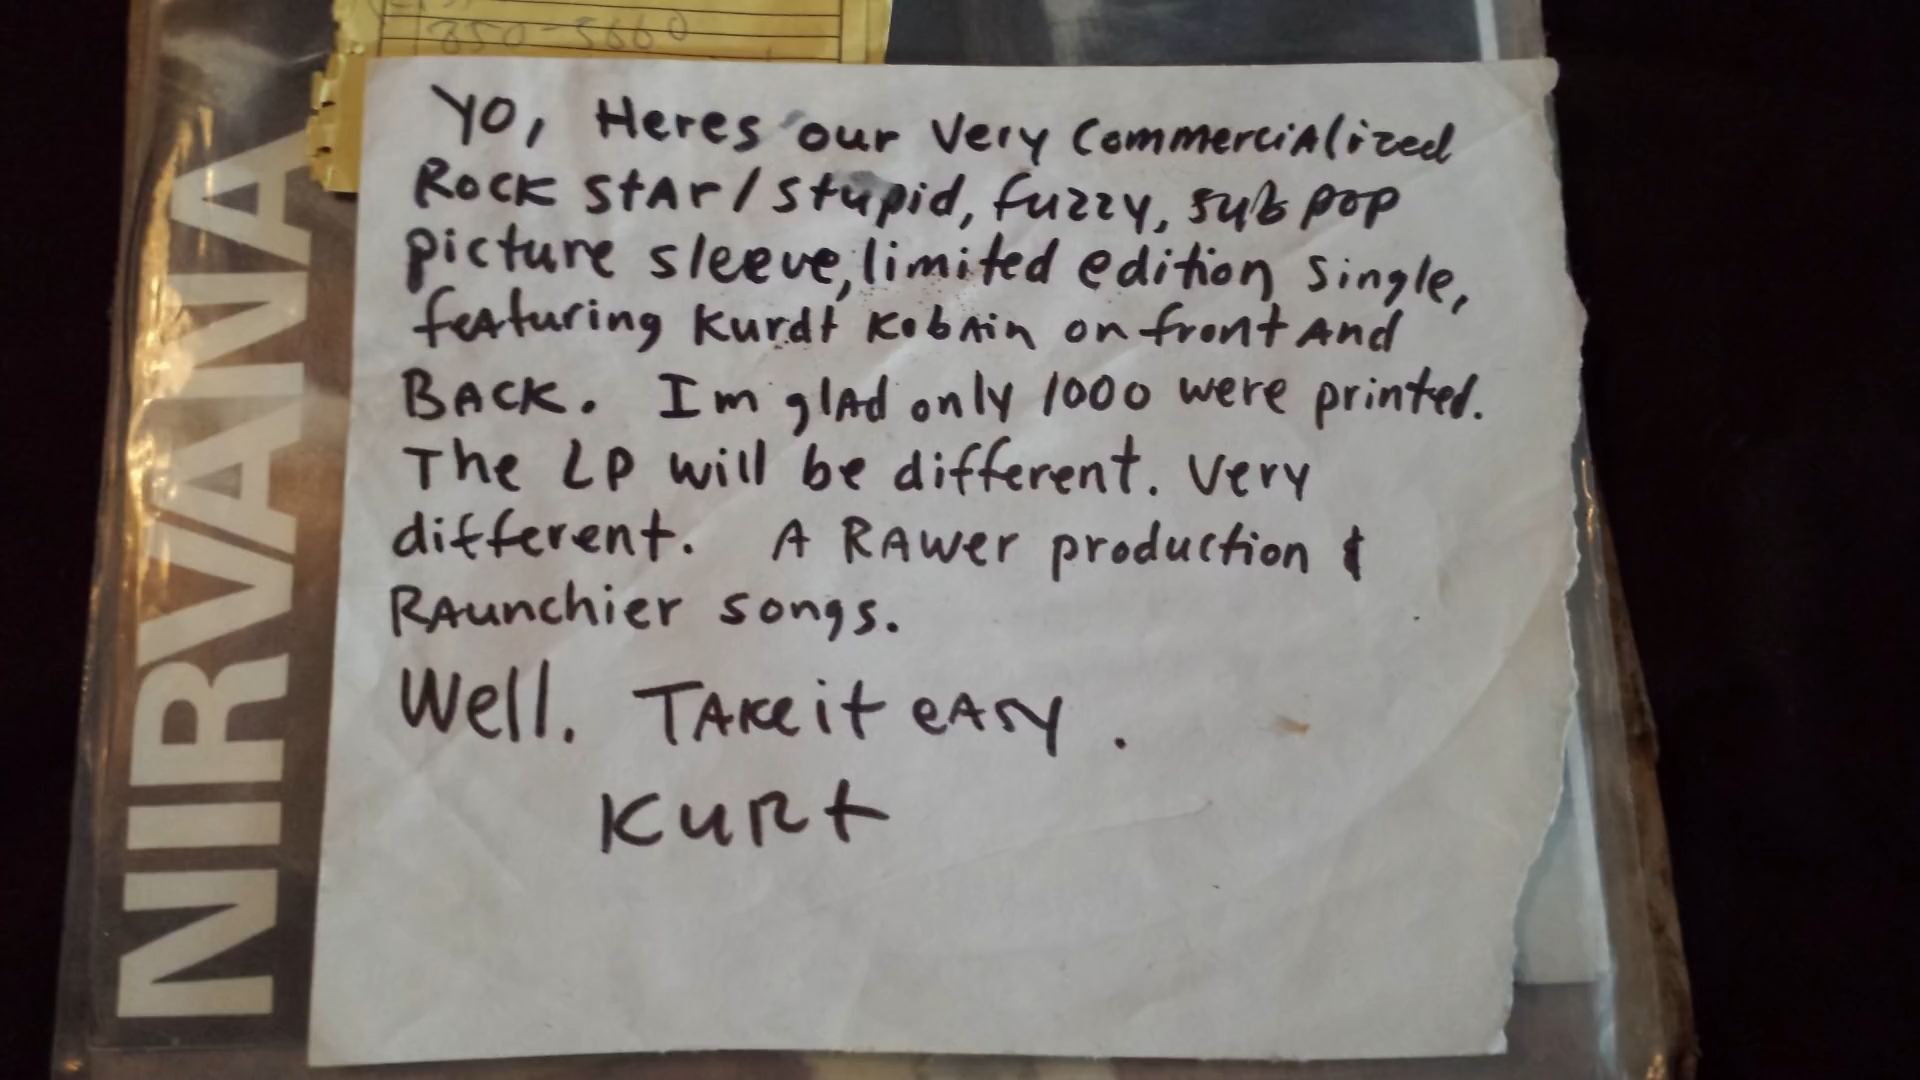 850-5660
YO, Heres our Very Commercialized
Rock Star/Stupid, fuzzy, sub pop
picture sleeve, limited edition single,
featuring Kurdt Kobain on front And
BACK. Im glad only 1000 were printed.
The LP will be different. Very
different. A RAWer production &
RAunchier songs.
Well. TAKe it eAsy.
KuRt
NIRVANA